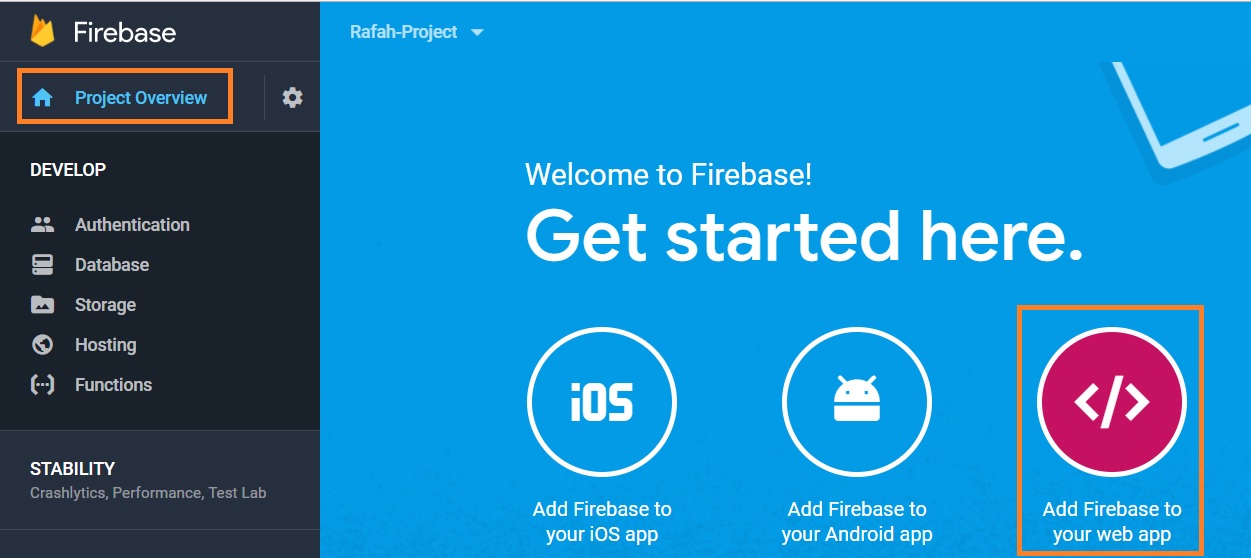 Firebase
Rafah-Project
Project Overview
DEVELOP
Authentication
Database
Storage
Hosting
Functions
STABILITY
Crashlytics, Performance, Test Lab
Welcome to Firebase!
Get started here.
iOS
Add Firebase to
your iOS app
Add Firebase to
your Android app
</>
Add Firebase to
your web app